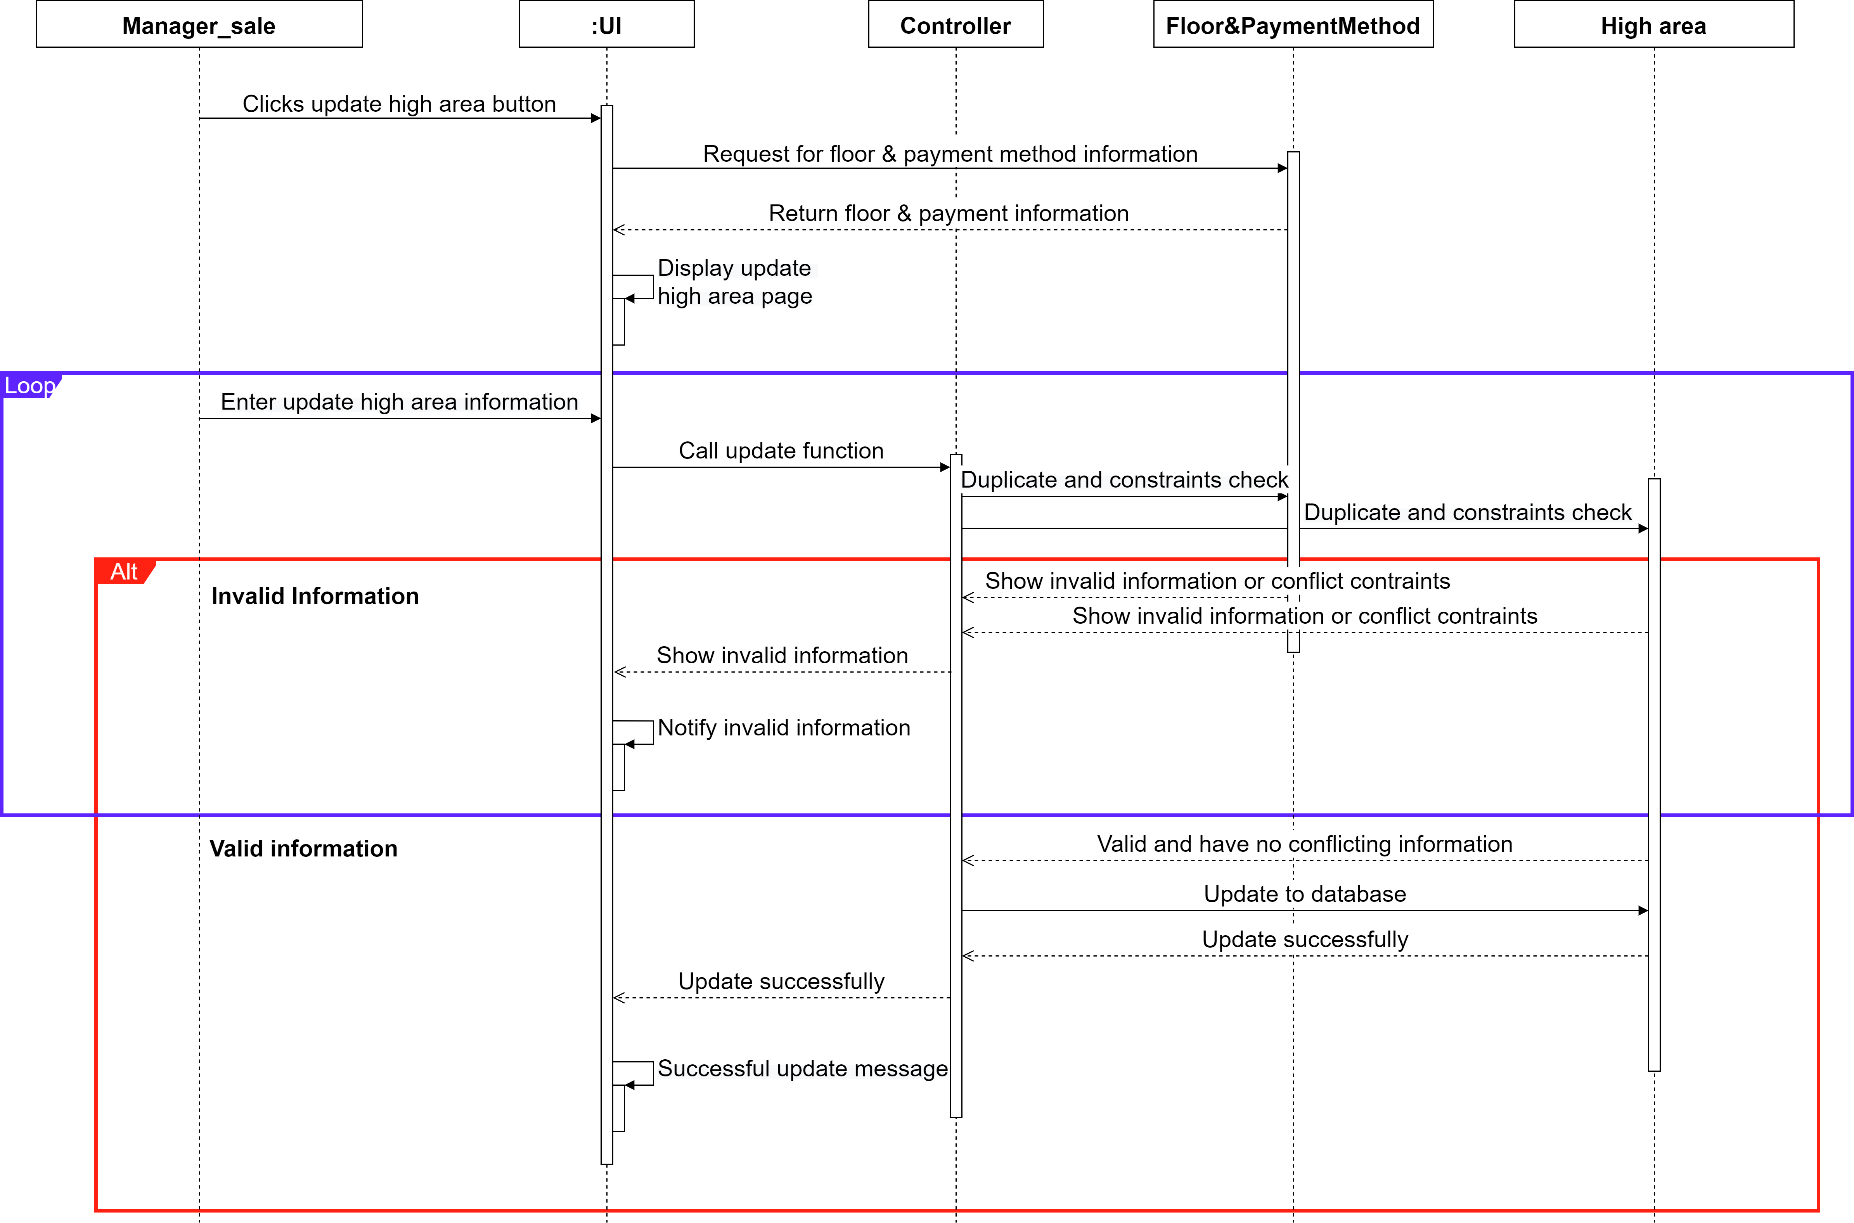 Manager_sale
:UI
Controller
Floor&PaymentMethod
High area
Clicks update high area button
Request for floor & payment method information
Return floor & payment information
Display update
high area page
Loop
Enter update high area information
Call update function
Duplicate and constraints check
Duplicate and constraints check
Alt
Invalid Information
Show invalid information or conflict contraints
Show invalid information or conflict contraints
Show invalid information
Notify invalid information
Valid information
Valid and have no conflicting information
Update to database
Update successfully
Update successfully
Successful update message